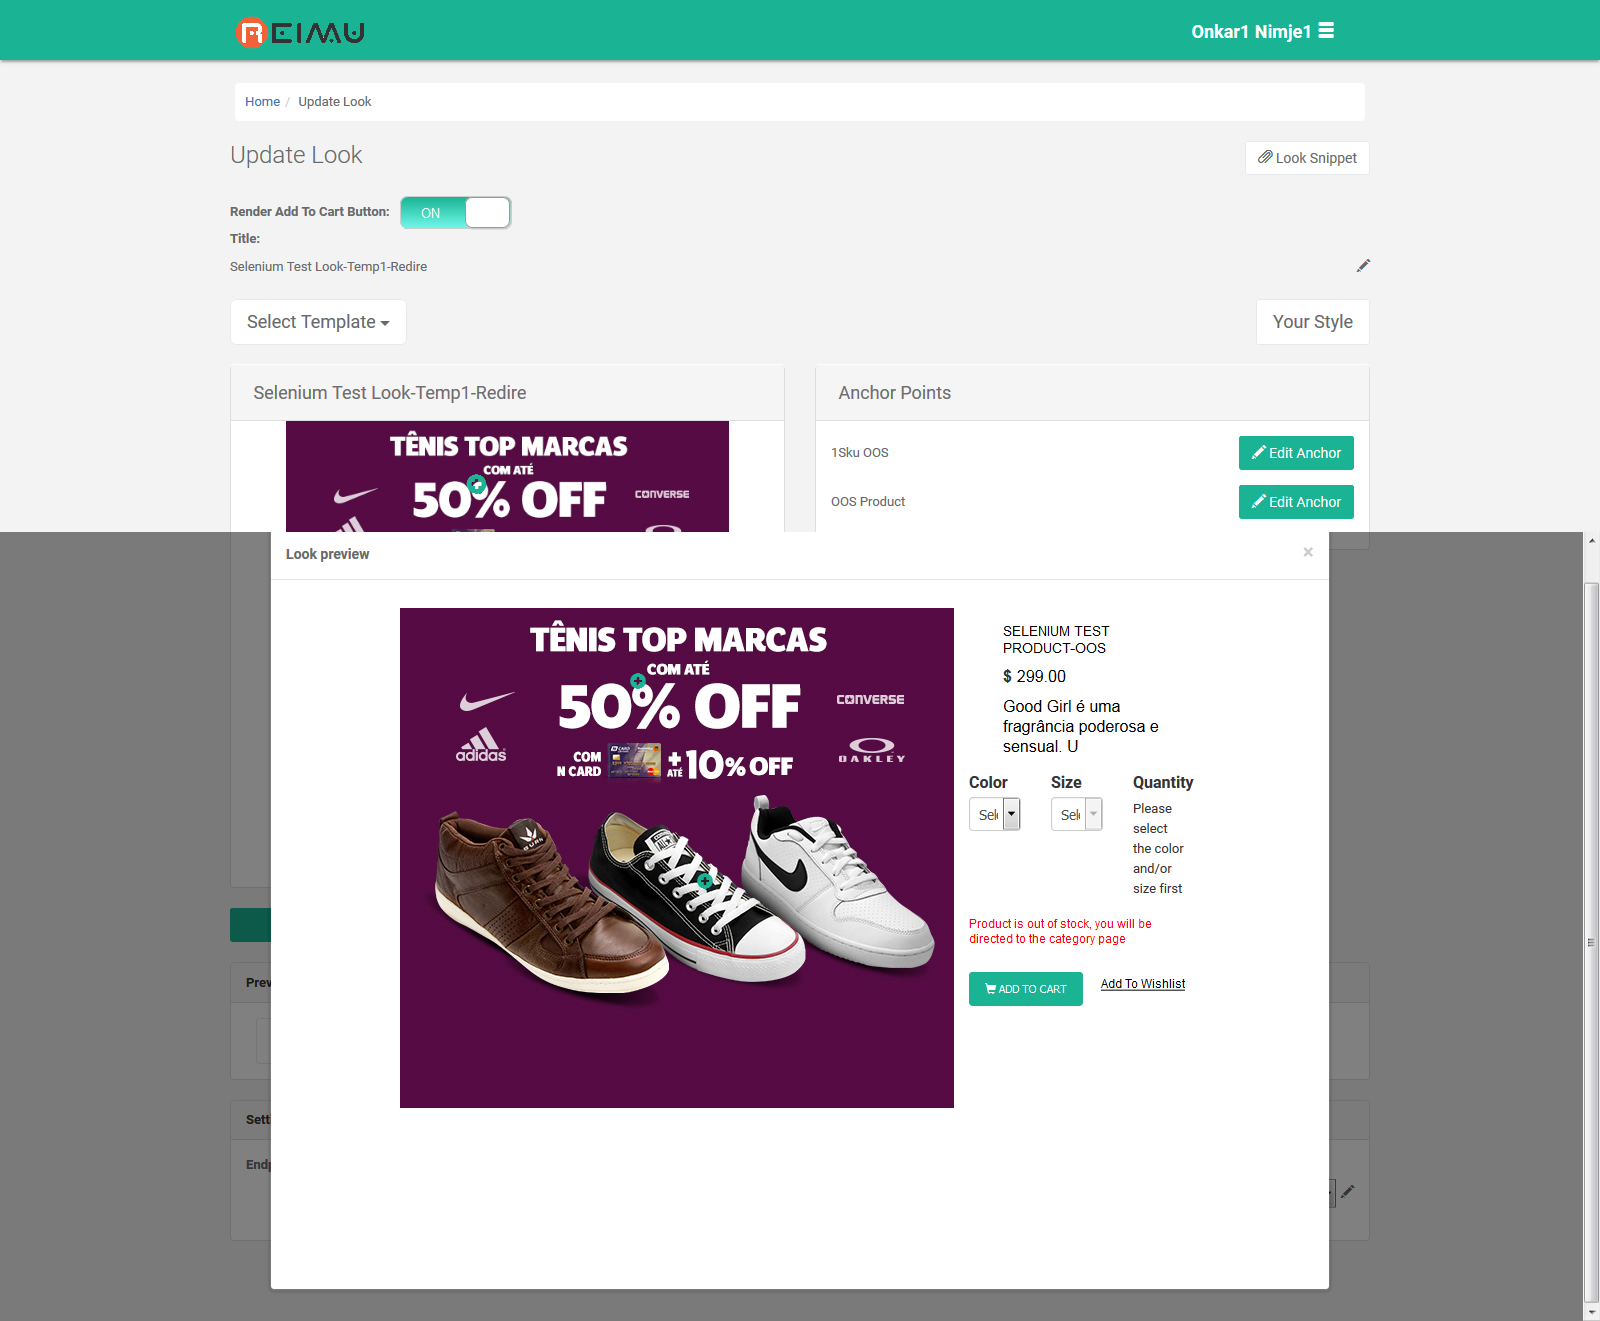 REIMU
Onkar1 Nimje1
Home / Update Look
Update Look
Look Snippet
Render Add To Cart Button:
ON
Title:
Selenium Test Look-Temp1-Redire
Select Template
Your Style
Selenium Test Look-Temp1-Redire
Anchor Points
TÊNIS TOP MARCAS
COM ATÉ
50% OFF
CONVERSE
1Sku OOS
Edit Anchor
OOS Product
Edit Anchor
Look preview
×
TÊNIS TOP MARCAS
COM ATÉ
50% OFF
CONVERSE
adidas
OAKLEY
COM
N CARD
+
ATÉ
10% OFF
BURN
SELENIUM TEST
PRODUCT-OOS
$ 299.00
Good Girl é uma
fragrância poderosa e
sensual. U
Color
Size
Quantity
Sel
Sel
Please
select
the color
and/or
size first
Product is out of stock, you will be
directed to the category page
ADD TO CART
Add To Wishlist
Prev
Setti
Endp